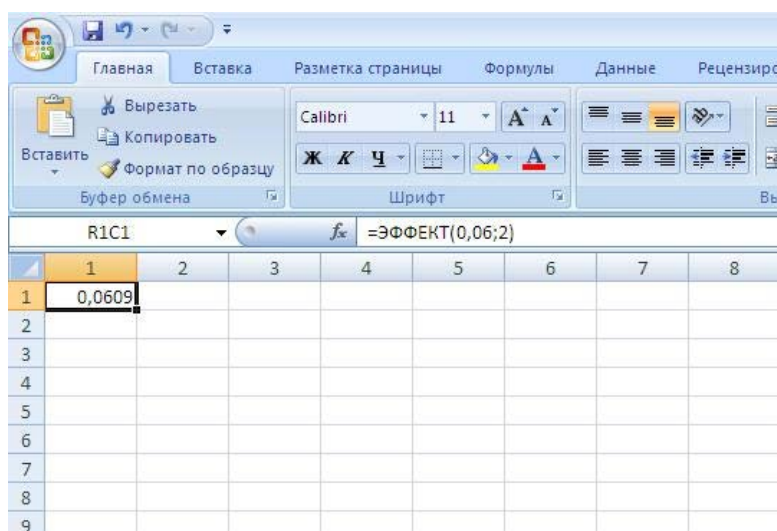 Главная Вставка Разметка страницы Формулы Данные
Вырезать
Копировать
Вставить
Формат по образцу
Calibri 11
Ж К Ч
Буфер обмена Шрифт
R1C1 fx =ЭФФЕКТ(0,06;2)
1 2 3 4 5 6 7 8
1 0,0609
2
3
4
5
6
7
8
9